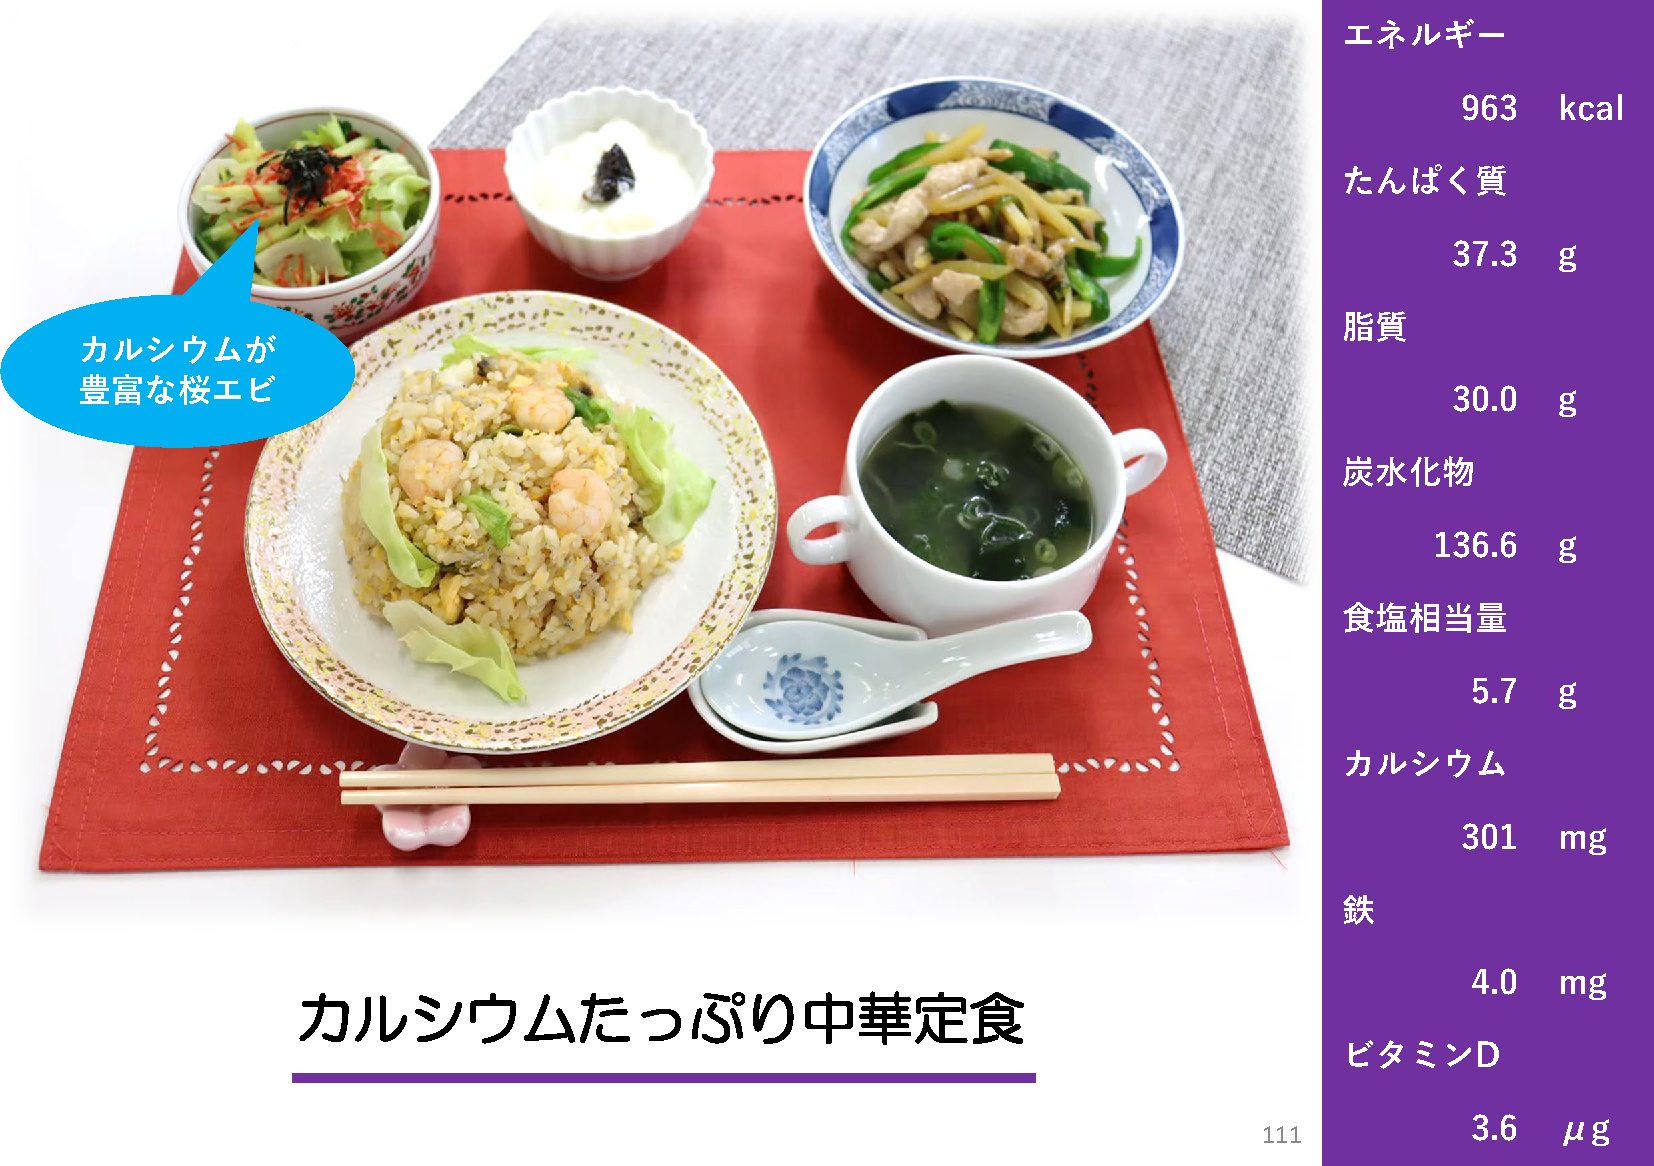 カルシウムが
豊富な桜エビ
カルシウムたっぷり中華定食
エネルギー
963 kcal
たんぱく質
37.3 g
脂質
30.0 g
炭水化物
136.6 g
食塩相当量
5.7 g
カルシウム
301 mg
鉄
4.0 mg
ビタミンD
3.6 μg
111